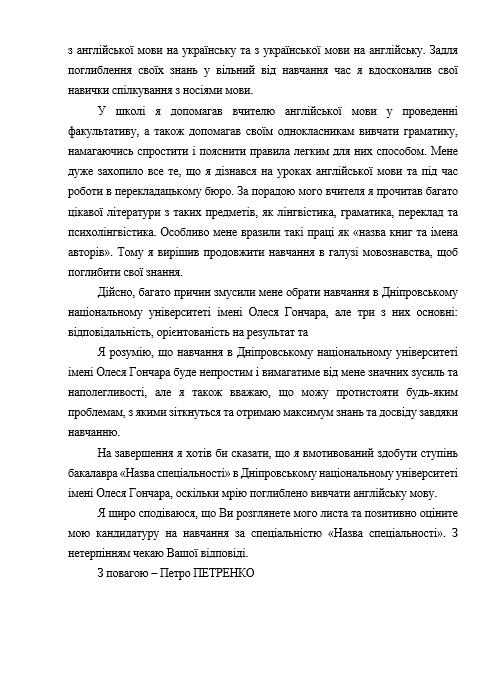 з англійської мови на українську та з української мови на англійську. Задля
поглиблення своїх знань у вільний від навчання час я вдосконалив свої
навички спілкування з носіями мови.
У школі я допомагав вчителю англійської мови у проведенні
факультативу, а також допомагав своїм однокласникам вивчати граматику,
намагаючись спростити і пояснити правила легким для них способом. Мене
дуже захопило все те, що я дізнався на уроках англійської мови та під час
роботи в перекладацькому бюро. За порадою мого вчителя я прочитав багато
цікавої літератури з таких предметів, як лінгвістика, граматика, переклад та
психолінгвістика. Особливо мене вразили такі праці як «назва книг та імена
авторів». Тому я вирішив продовжити навчання в галузі мовознавства, щоб
поглибити свої знання.
Дійсно, багато причин змусили мене обрати навчання в Дніпровському
національному університеті імені Олеся Гончара, але три з них основні:
відповідальність, орієнтованість на результат та
Я розумію, що навчання в Дніпровському національному університеті
імені Олеся Гончара буде непростим і вимагатиме від мене значних зусиль та
наполегливості, але я також вважаю, що можу протистояти будь-яким
проблемам, з якими зіткнуться та отримаю максимум знань та досвіду завдяки
навчанню.
На завершення я хотів би сказати, що я вмотивований здобути ступінь
бакалавра «Назва спеціальності» в Дніпровському національному університеті
імені Олеся Гончара, оскільки мрію поглиблено вивчати англійську мову.
Я щиро сподіваюся, що Ви розглянете мого листа та позитивно оціните
мою кандидатуру на навчання за спеціальністю «Назва спеціальності». З
нетерпінням чекаю Вашої відповіді.
З повагою – Петро ПЕТРЕНКО